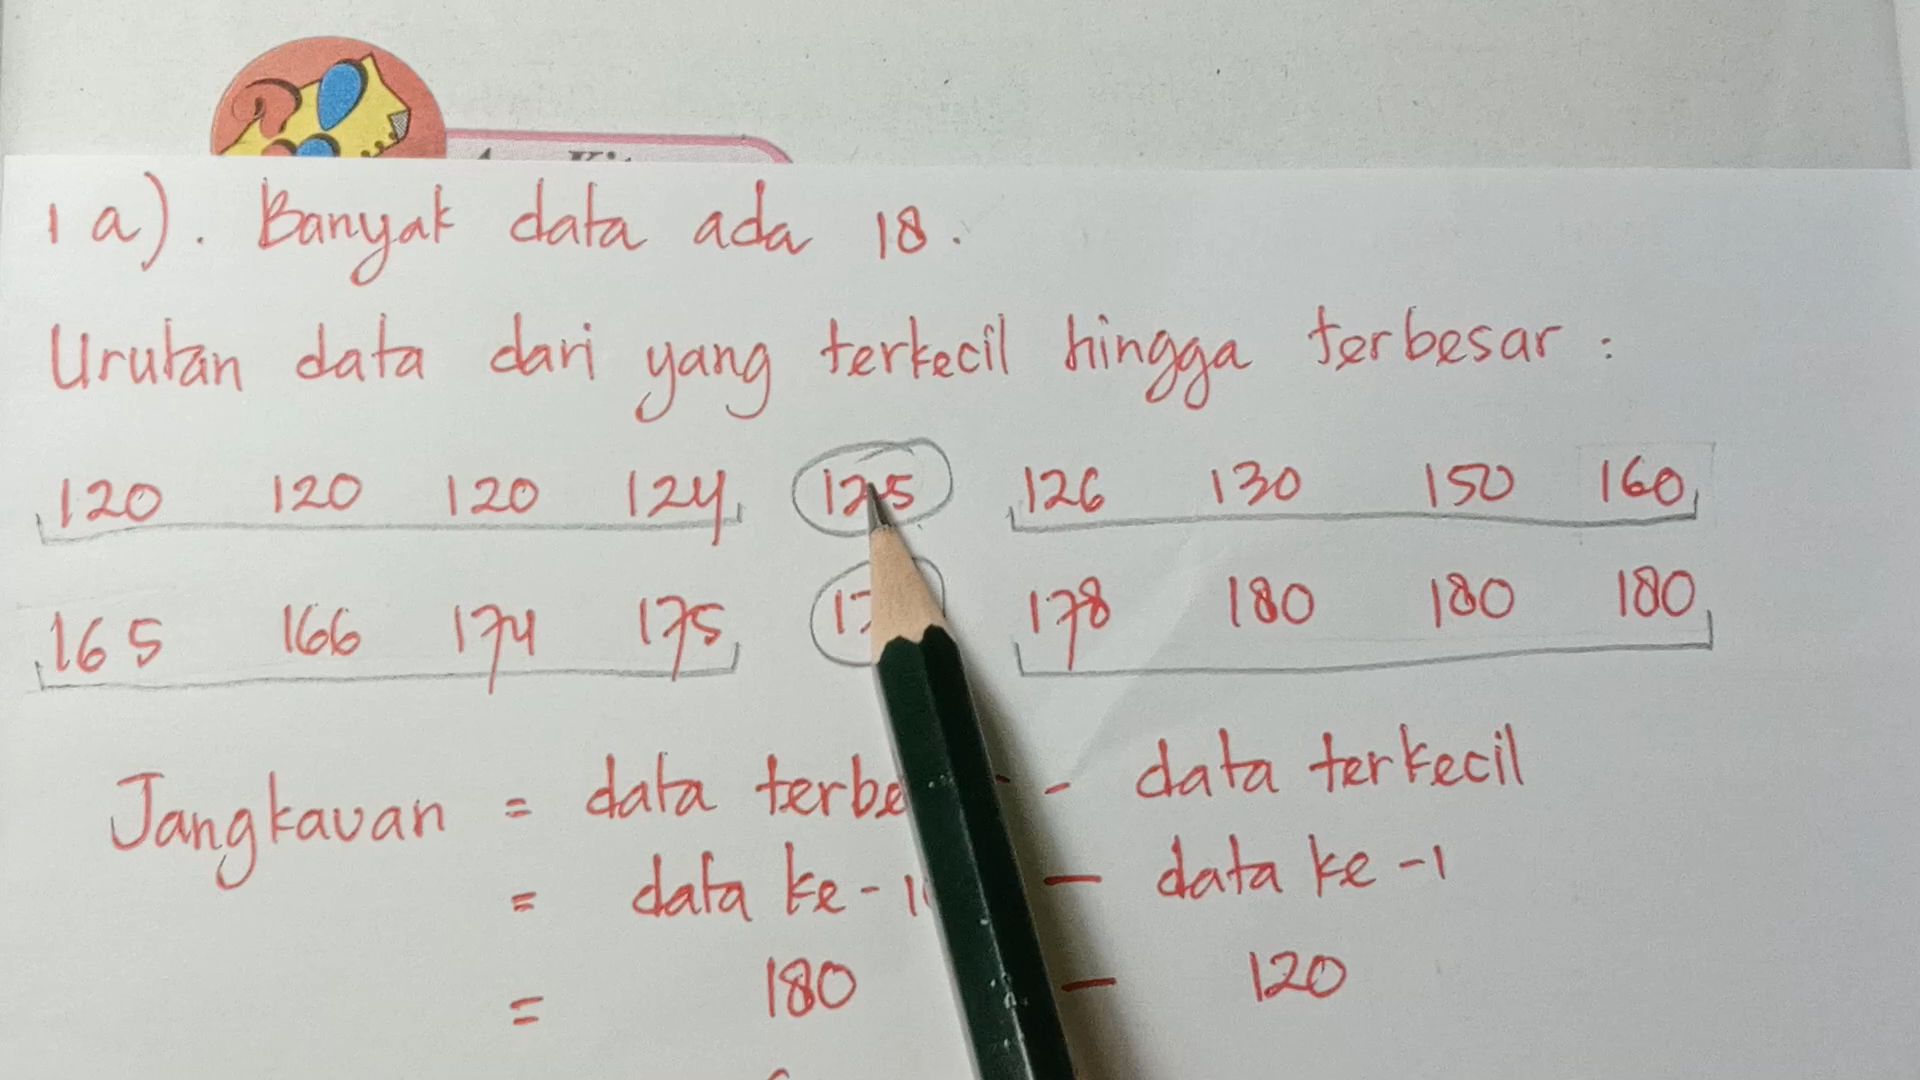 1 a). Banyak data ada 18.
Urutan data dari yang terkecil hingga terbesar :
120 120 120 124 125 126 130 150 160
165 166 174 175 178 180 180 180
Jangkauan = data - data terkecil
= data ke - - data ke -1
= 180 - 120